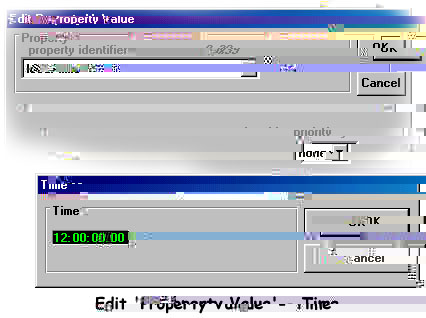 Edit Property Value
Property
property identifier
Cancel
priority
none
Time
Time
12:00:00.00
OK
Cancel
Edit 'Property Value' - Time